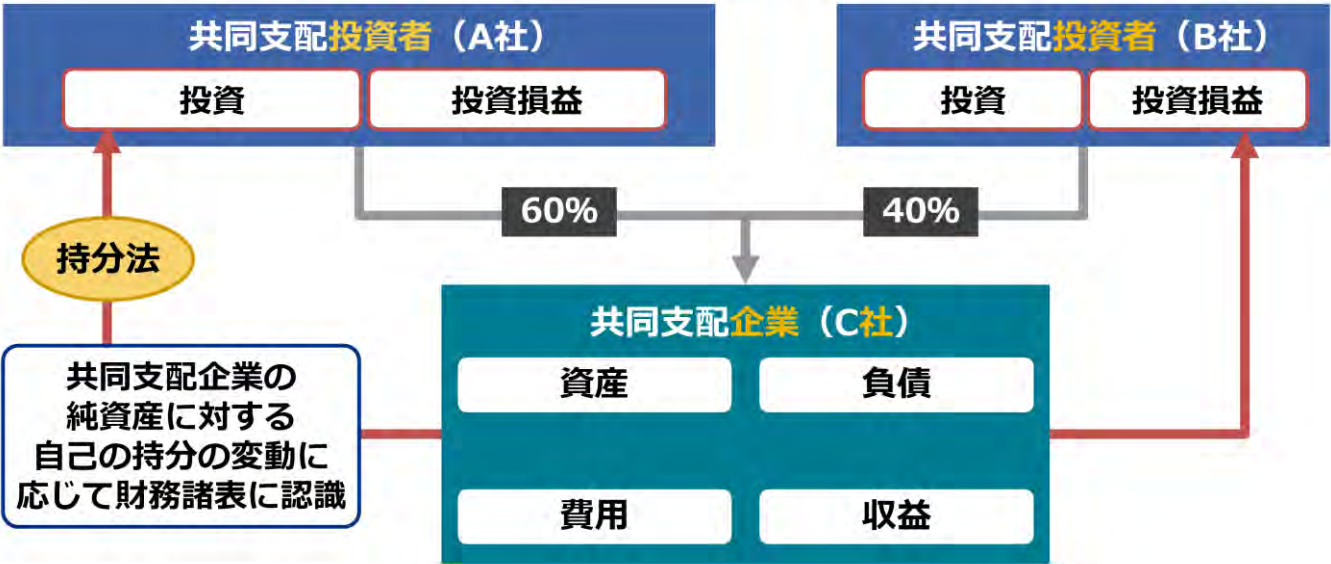 共同支配投資者（A社）
投資
投資損益
共同支配投資者（B社）
投資
投資損益
60%
40%
持分法
共同支配企業の
純資産に対する
自己の持分の変動に
応じて財務諸表に認識
共同支配企業（C社）
資産
負債
費用
収益